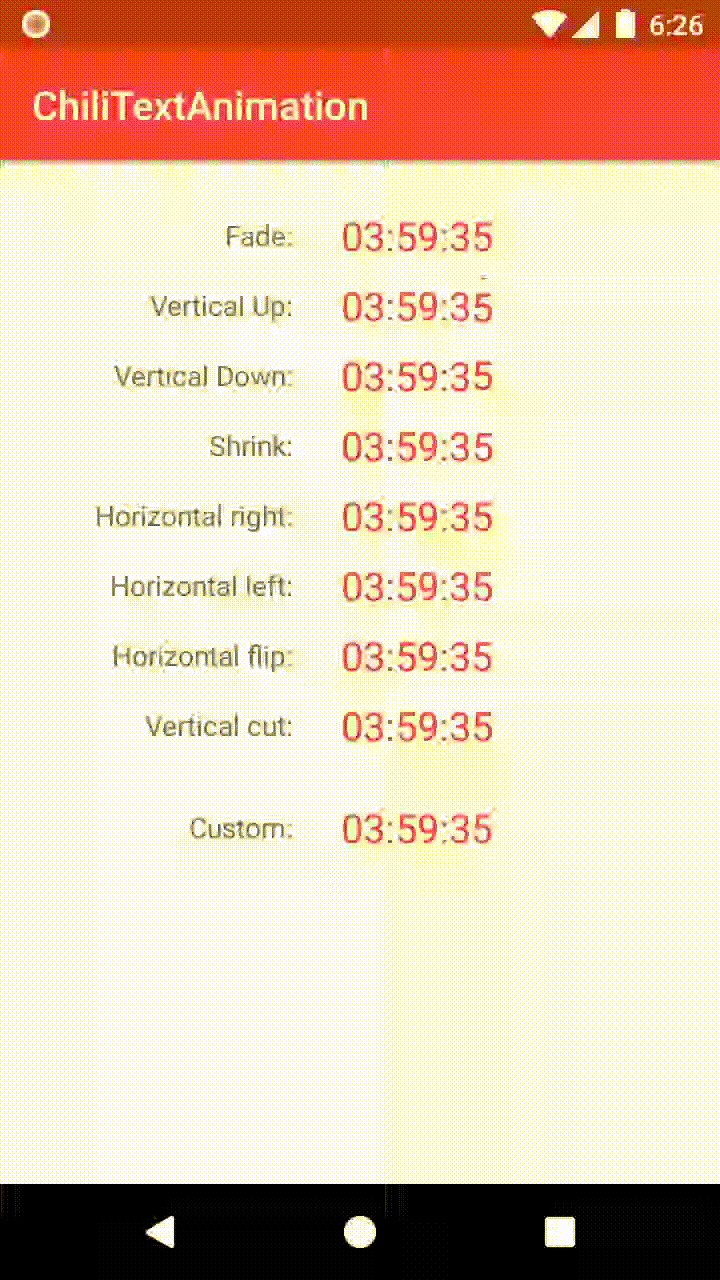 6:26
ChiliTextAnimation
Fade: 03:59:35
Vertical Up: 03:59:35
Vertical Down: 03:59:35
Shrink: 03:59:35
Horizontal right: 03:59:35
Horizontal left: 03:59:35
Horizontal flip: 03:59:35
Vertical cut: 03:59:35
Custom: 03:59:35